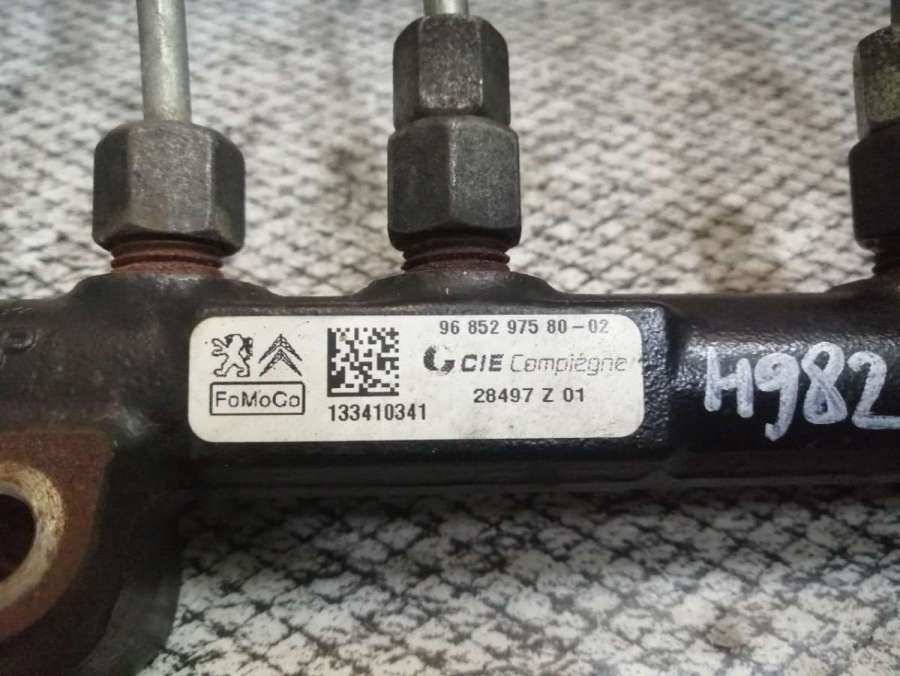 96 852 975 80-02
CIE Compiègne
FoMoCo
133410341
28497 Z 01
H982
P